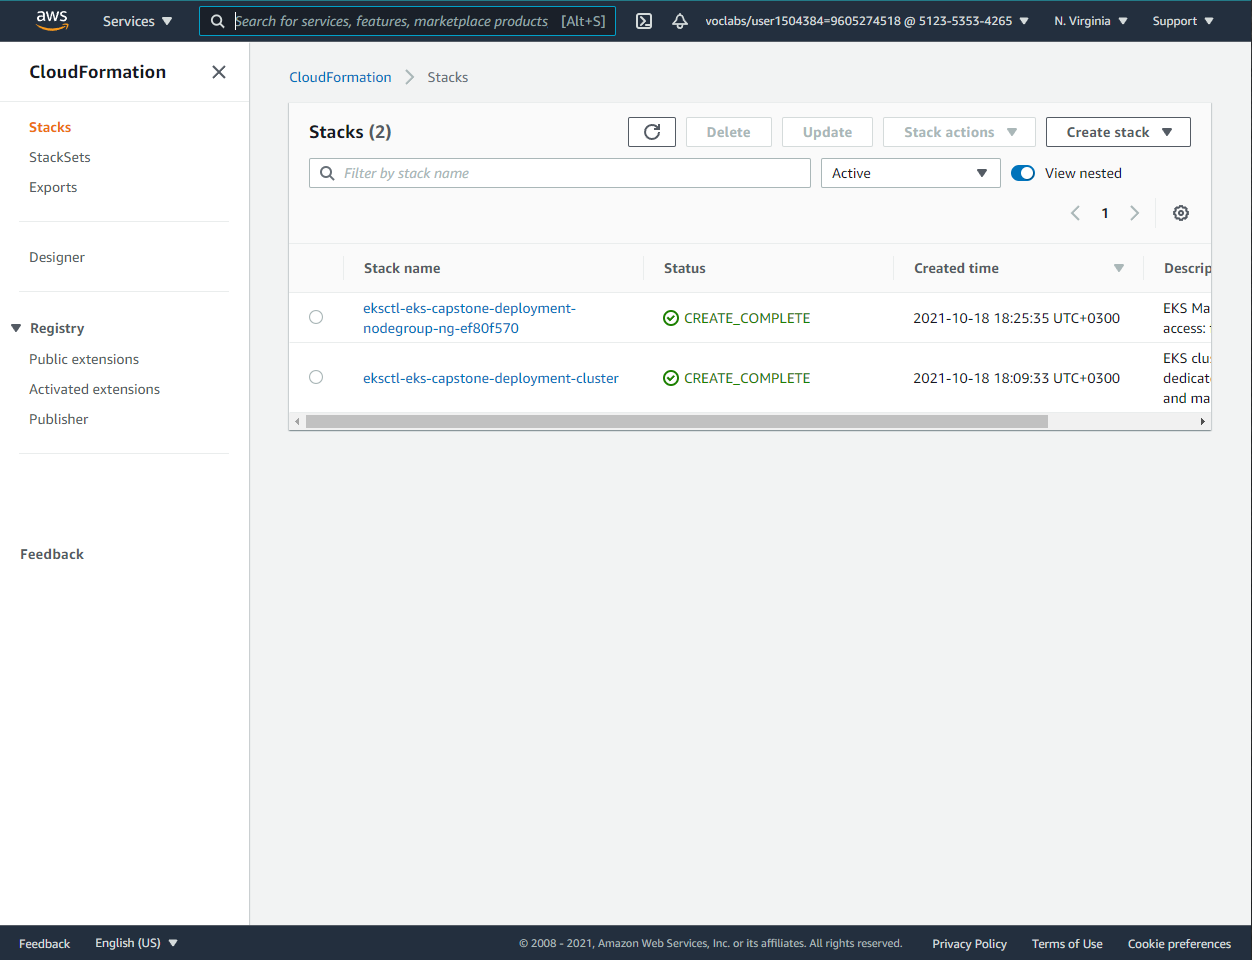 aws
Services
Search for services, features, marketplace products [Alt+S]
voclabs/user1504384=9605274518 @ 5123-5353-4265
N. Virginia
Support
CloudFormation
Stacks
StackSets
Exports
Designer
Registry
Public extensions
Activated extensions
Publisher
Feedback
CloudFormation
Stacks
Stacks (2)
Delete
Update
Stack actions
Create stack
Filter by stack name
Active
View nested
1
Stack name
Status
Created time
Descrip
eksctl-eks-capstone-deployment-
nodegroup-ng-ef80f570
CREATE_COMPLETE
2021-10-18 18:25:35 UTC+0300
EKS Ma
access:
eksctl-eks-capstone-deployment-cluster
CREATE_COMPLETE
2021-10-18 18:09:33 UTC+0300
EKS clu
dedicat
and ma
Feedback
English (US)
© 2008 - 2021, Amazon Web Services, Inc. or its affiliates. All rights reserved.
Privacy Policy
Terms of Use
Cookie preferences